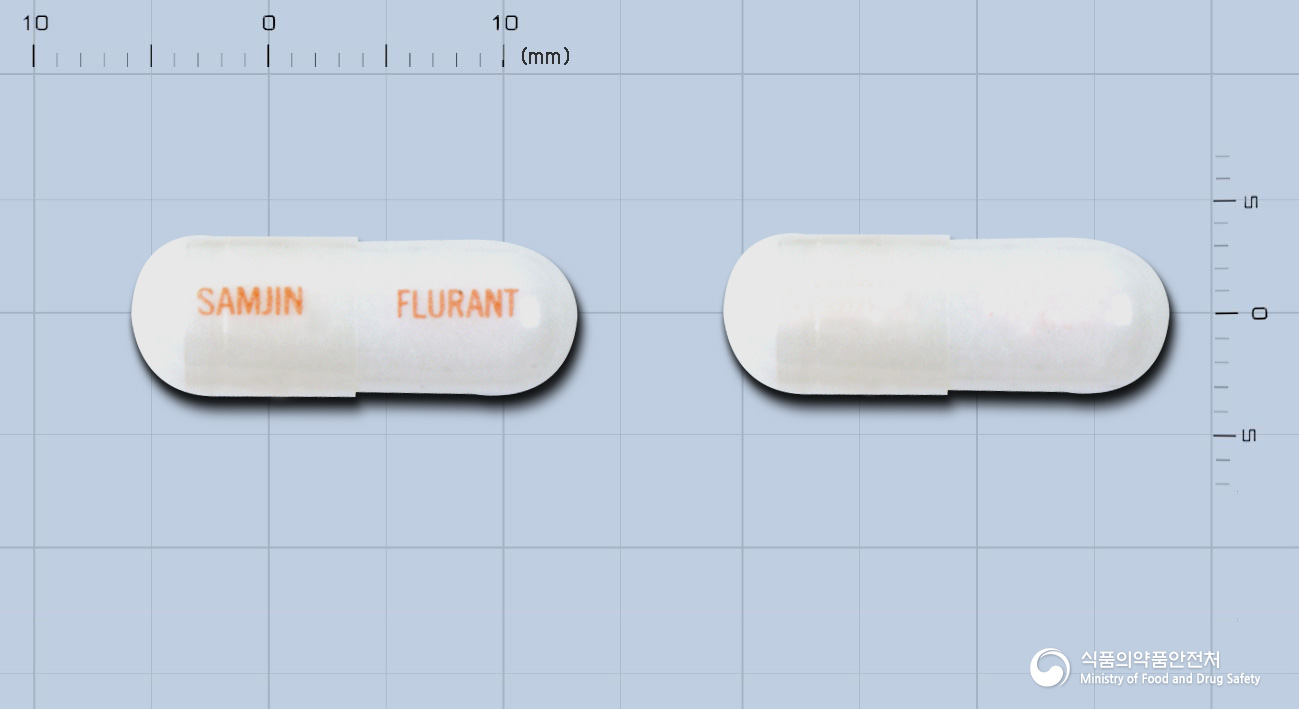 10 0 10 (mm)
5
SAMJIN FLURANT
0
5
식품의약품안전처
Ministry of Food and Drug Safety